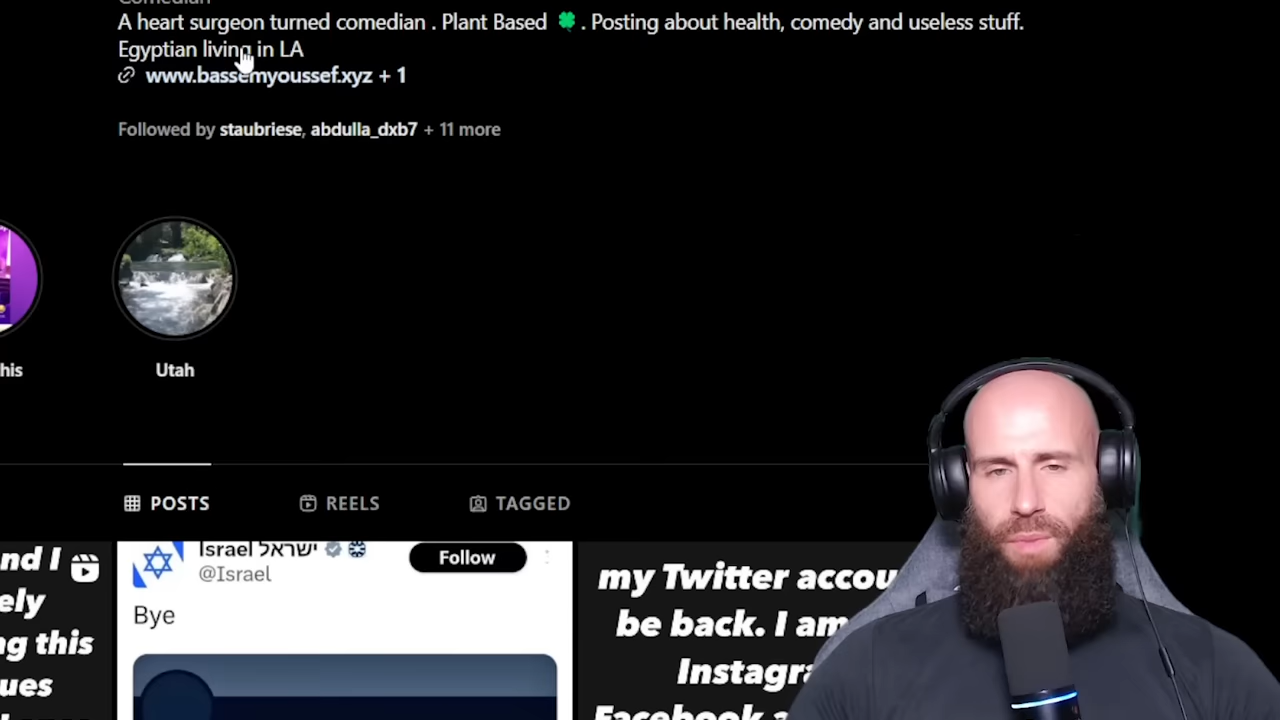 Comedian
A heart surgeon turned comedian . Plant Based 🍀. Posting about health, comedy and useless stuff.
Egyptian living in LA
www.bassemyoussef.xyz + 1
Followed by staubriese, abdulla_dxb7 + 11 more
his
Utah
POSTS
REELS
TAGGED
nd I
ely
ng this
ues
Israel ישראל
Follow
@Israel
Bye
my Twitter accou
be back. I am
Instagra
Facebook a